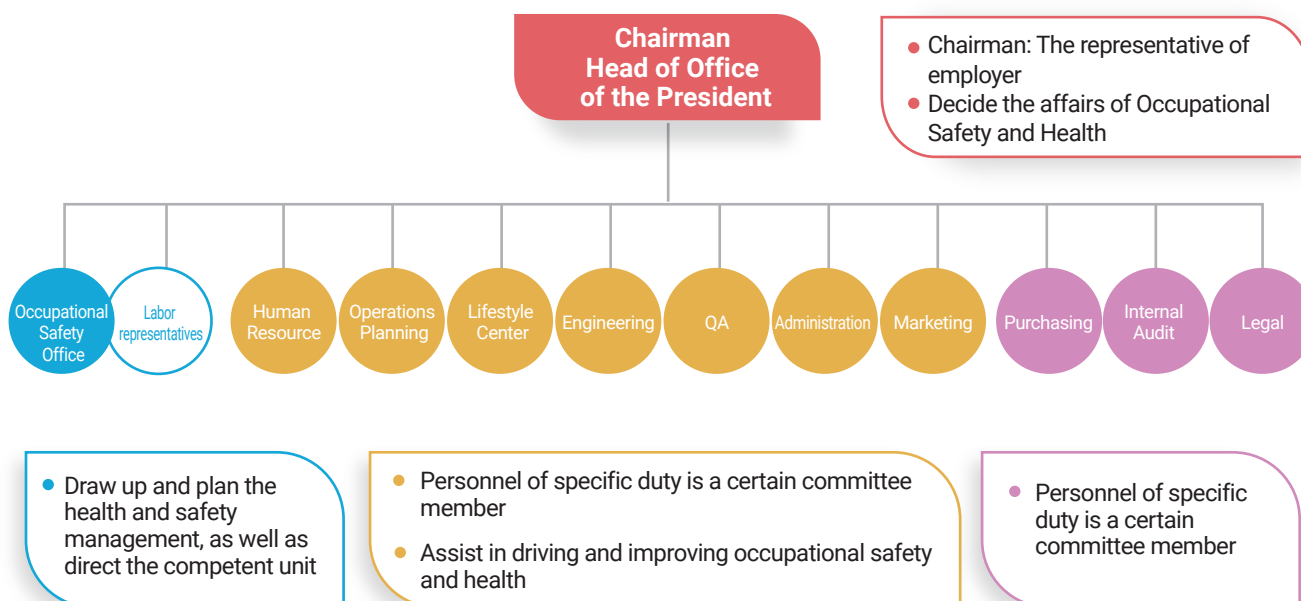 Chairman
Head of Office
of the President
Chairman: The representative of
employer
Decide the affairs of Occupational
Safety and Health
Occupational
Safety
Office
Labor
representatives
Human
Resource
Operations
Planning
Lifestyle
Center
Engineering
QA
Administration
Marketing
Purchasing
Internal
Audit
Legal
Draw up and plan the
health and safety
management, as well as
direct the competent unit
Personnel of specific duty is a certain committee
member
Assist in driving and improving occupational safety
and health
Personnel of specific
duty is a certain
committee member